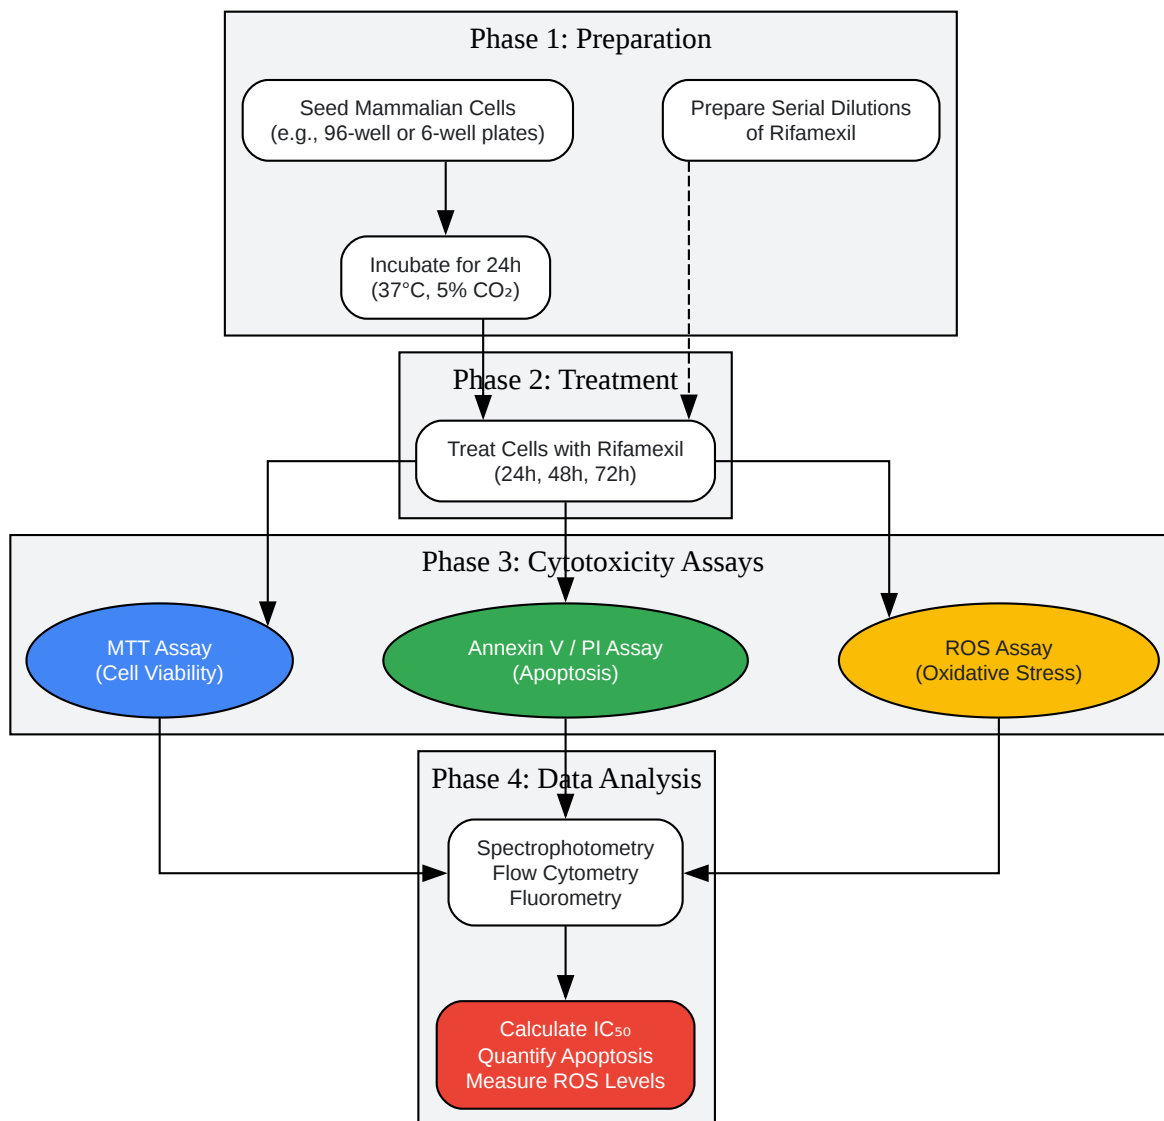 Phase 1: Preparation
Seed Mammalian Cells
(e.g., 96-well or 6-well plates)
Prepare Serial Dilutions
of Rifamexil
Incubate for 24h
(37°C, 5% CO₂)
Phase 2: Treatment
Treat Cells with Rifamexil
(24h, 48h, 72h)
Phase 3: Cytotoxicity Assays
MTT Assay
(Cell Viability)
Annexin V / PI Assay
(Apoptosis)
ROS Assay
(Oxidative Stress)
Phase 4: Data Analysis
Spectrophotometry
Flow Cytometry
Fluorometry
Calculate IC₅₀
Quantify Apoptosis
Measure ROS Levels